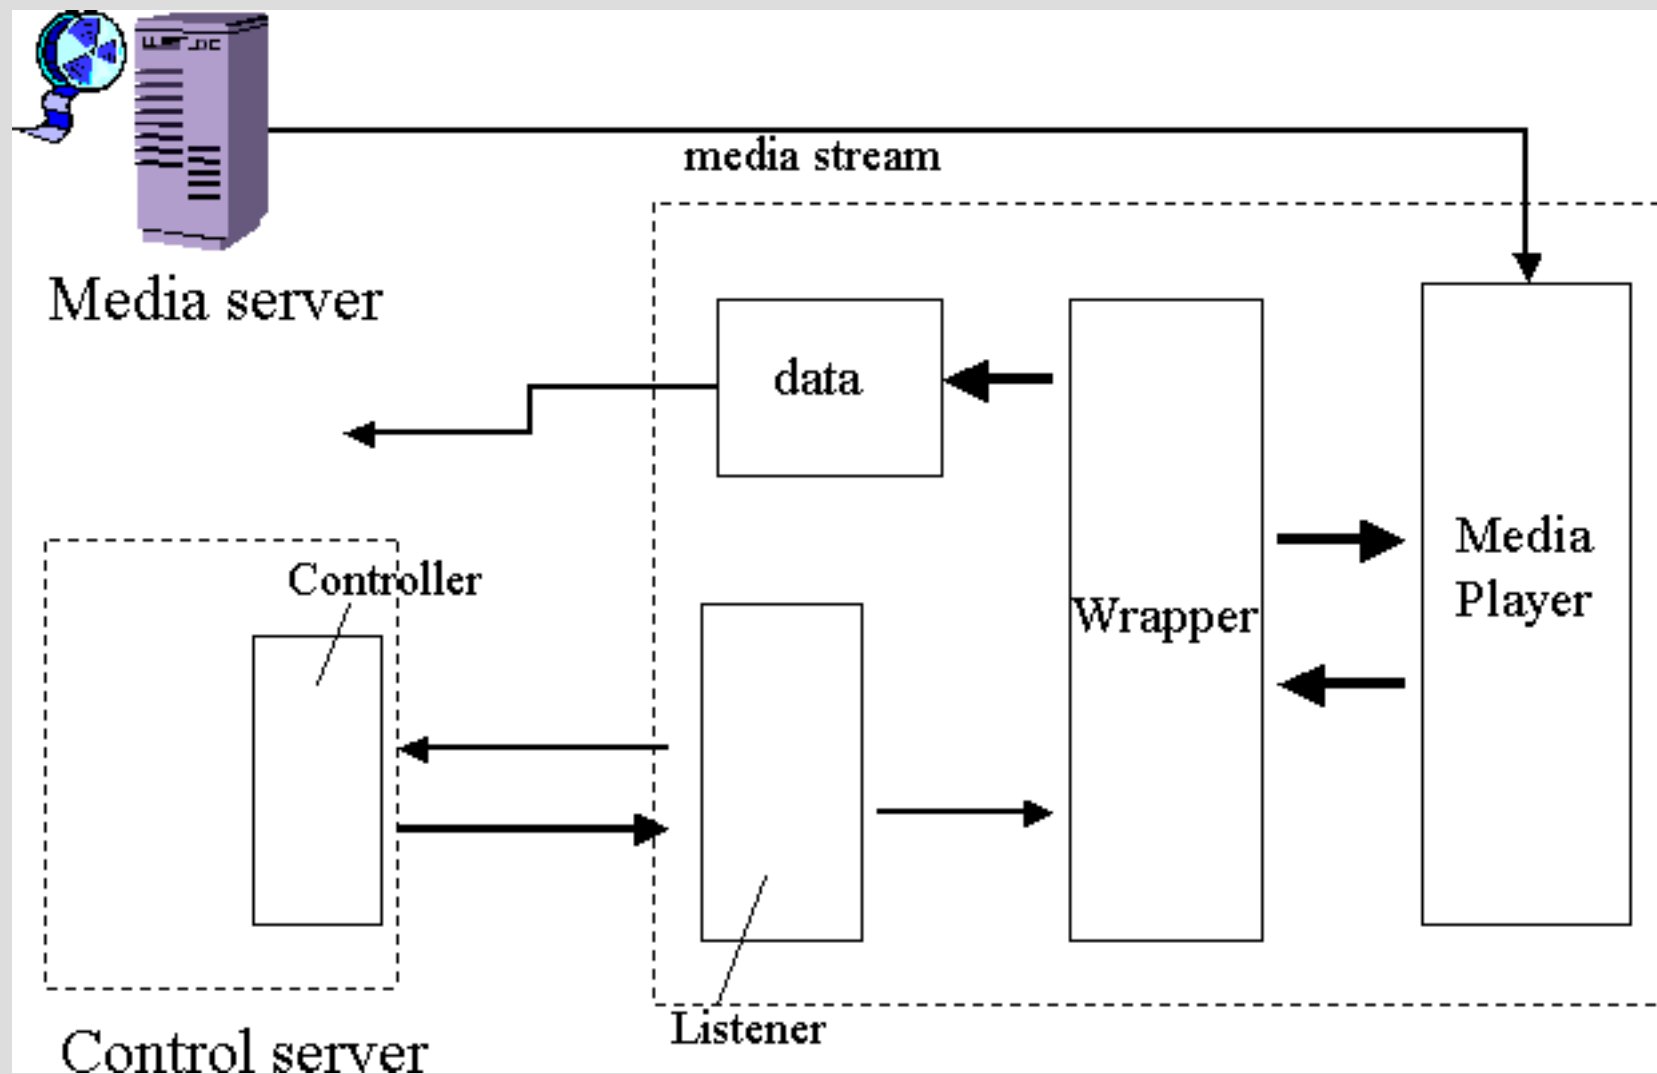 media stream
Media server
data
Media
Player
Controller
Wrapper
Listener
Control server